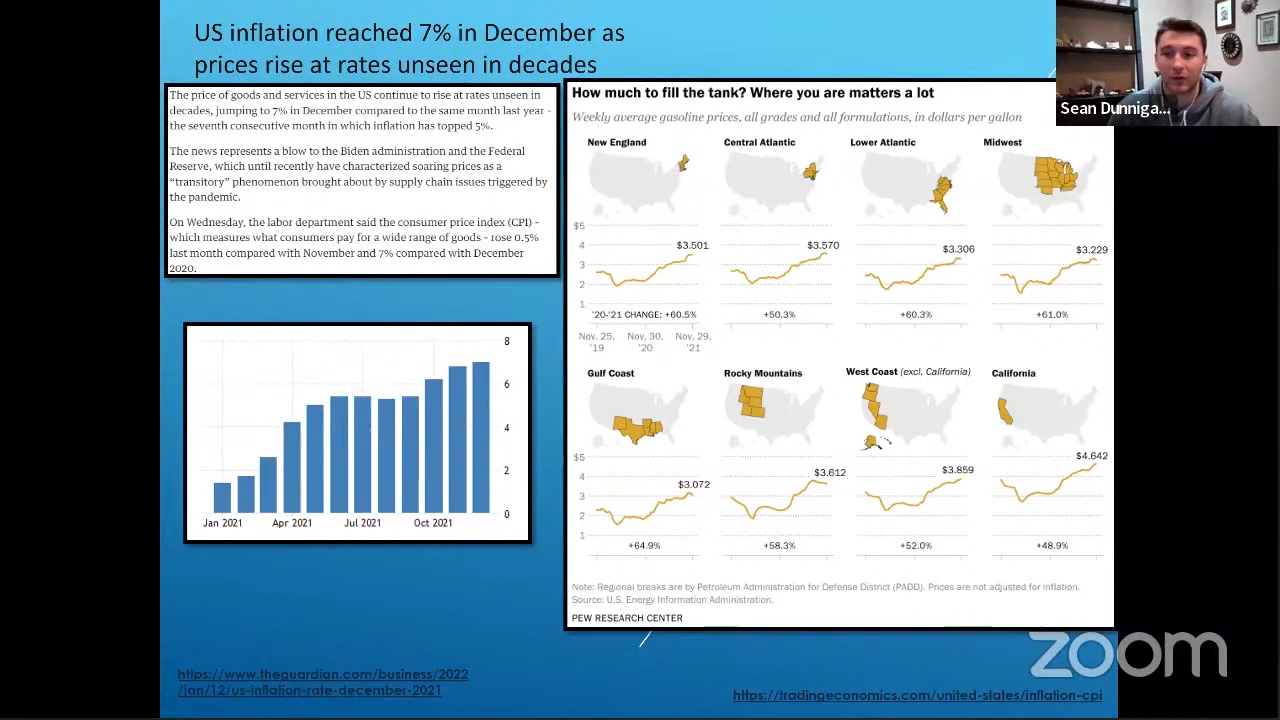 US inflation reached 7% in December as
prices rise at rates unseen in decades
The price of goods and services in the US continue to rise at rates unseen in
decades, jumping to 7% in December compared to the same month last year –
the seventh consecutive month in which inflation has topped 5%.
The news represents a blow to the Biden administration and the Federal
Reserve, which until recently have characterized soaring prices as a
“transitory” phenomenon brought about by supply chain issues triggered by
the pandemic.
On Wednesday, the labor department said the consumer price index (CPI) –
which measures what consumers pay for a wide range of goods – rose 0.5%
last month compared with November and 7% compared with December
2020.
8
6
4
2
0
Jan 2021 Apr 2021 Jul 2021 Oct 2021
How much to fill the tank? Where you are matters a lot
Weekly average gasoline prices, all grades and all formulations, in dollars per gallon
New England Central Atlantic Lower Atlantic Midwest
$5
4
3
2
1
$3.501 $3.570 $3.306 $3.229
'20-'21 CHANGE: +60.5% +50.3% +60.3% +61.0%
Nov. 25, Nov. 30, Nov. 29,
'19 '20 '21
Gulf Coast Rocky Mountains West Coast (excl. California) California
$5
4
3
2
1
$3.072 $3.612 $3.859 $4.642
+64.9% +58.3% +52.0% +48.9%
Note: Regional breaks are by Petroleum Administration for Defense District (PADD). Prices are not adjusted for inflation.
Source: U.S. Energy Information Administration.
PEW RESEARCH CENTER
Sean Dunniga...
zoom
https://www.theguardian.com/business/2022
/jan/12/us-inflation-rate-december-2021
https://tradingeconomics.com/united-states/inflation-cpi